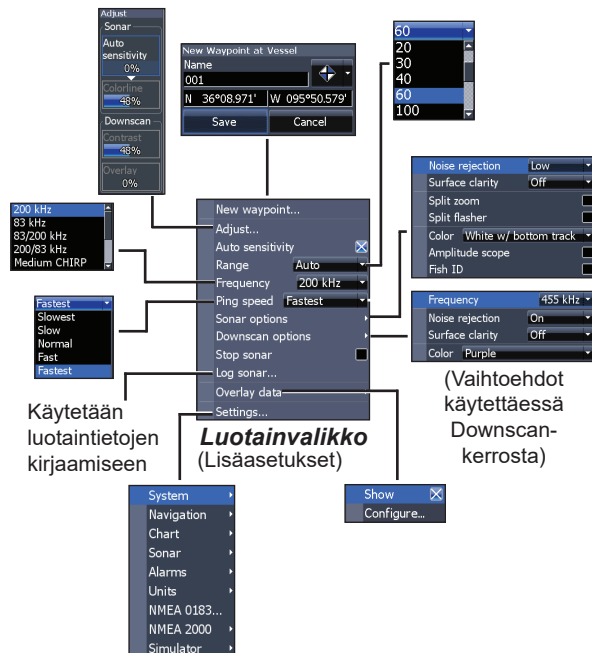 Adjust
Sonar
Auto
sensitivity
0%
Colorline
48%
Downscan
Contrast
48%
Overlay
0%
New Waypoint at Vessel
Name
001
N 36°08.971' W 095°50.579'
Save Cancel
60
20
30
40
60
100
200 kHz
83 kHz
83/200 kHz
200/83 kHz
Medium CHIRP
Fastest
Slowest
Slow
Normal
Fast
Fastest
New waypoint...
Adjust...
Auto sensitivity
Range Auto
Frequency 200 kHz
Ping speed Fastest
Sonar options
Downscan options
Stop sonar
Log sonar...
Overlay data
Settings...
Noise rejection Low
Surface clarity Off
Split zoom
Split flasher
Color White w/ bottom track
Amplitude scope
Fish ID
Frequency 455 kHz
Noise rejection On
Surface clarity Off
Color Purple
(Vaihtoehdot
käytettäessä
Downscan-
kerrosta)
Käytetään
luotaintietojen
kirjaamiseen
Luotainvalikko
(Lisäasetukset)
System
Navigation
Chart
Sonar
Alarms
Units
NMEA 0183...
NMEA 2000
Simulator
Show
Configure...